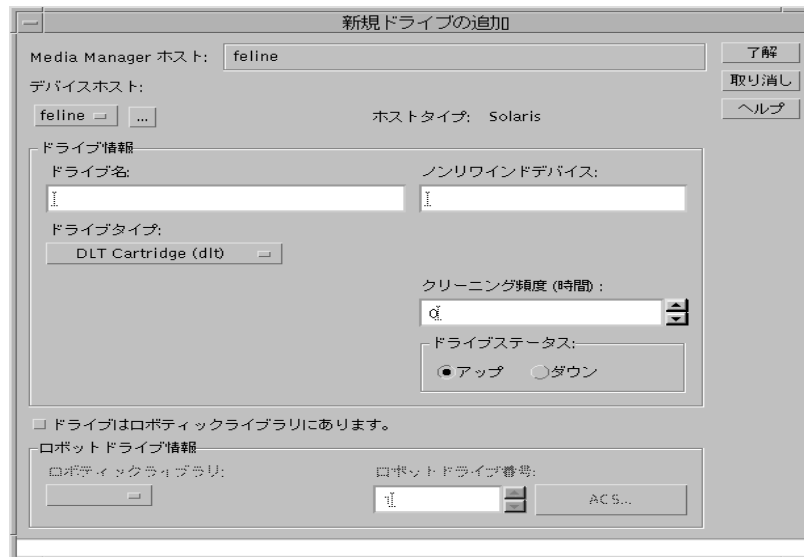 新規ドライブの追加
Media Manager ホスト: feline
了解
取り消し
ヘルプ
デバイスホスト:
feline ... ホストタイプ: Solaris
ドライブ情報
ドライブ名: ノンリワインドデバイス:
ドライブタイプ:
DLT Cartridge (dlt)
クリーニング頻度 (時間) :
0
ドライブステータス:
アップ ダウン
ドライブはロボティックライブラリにあります。
ロボットドライブ情報
ロボティックライブラリ: ロボットドライブ番号:
1 ACS...